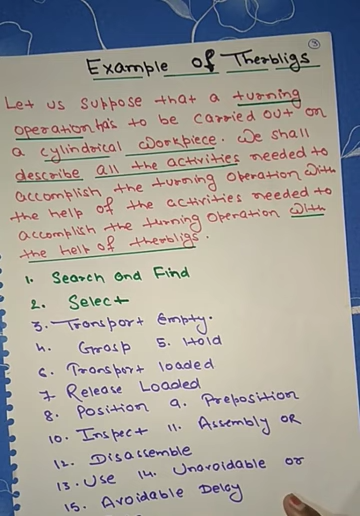 3
Example of Therbligs
Let us suppose that a turning
operation has to be carried out on
a cylindrical workpiece. We shall
describe all the activities needed to
accomplish the turning operation with
the help of the activities needed to
accomplish the turning operation with
the help of therbligs.
1. Search and Find
2. Select
3. Transport Empty.
4. Grasp 5. Hold
6. Transport loaded
7. Release Loaded
8. Position 9. Preposition
10. Inspect 11. Assembly OR
12. Disassemble
13. Use 14. Unavoidable or
15. Avoidable Delay